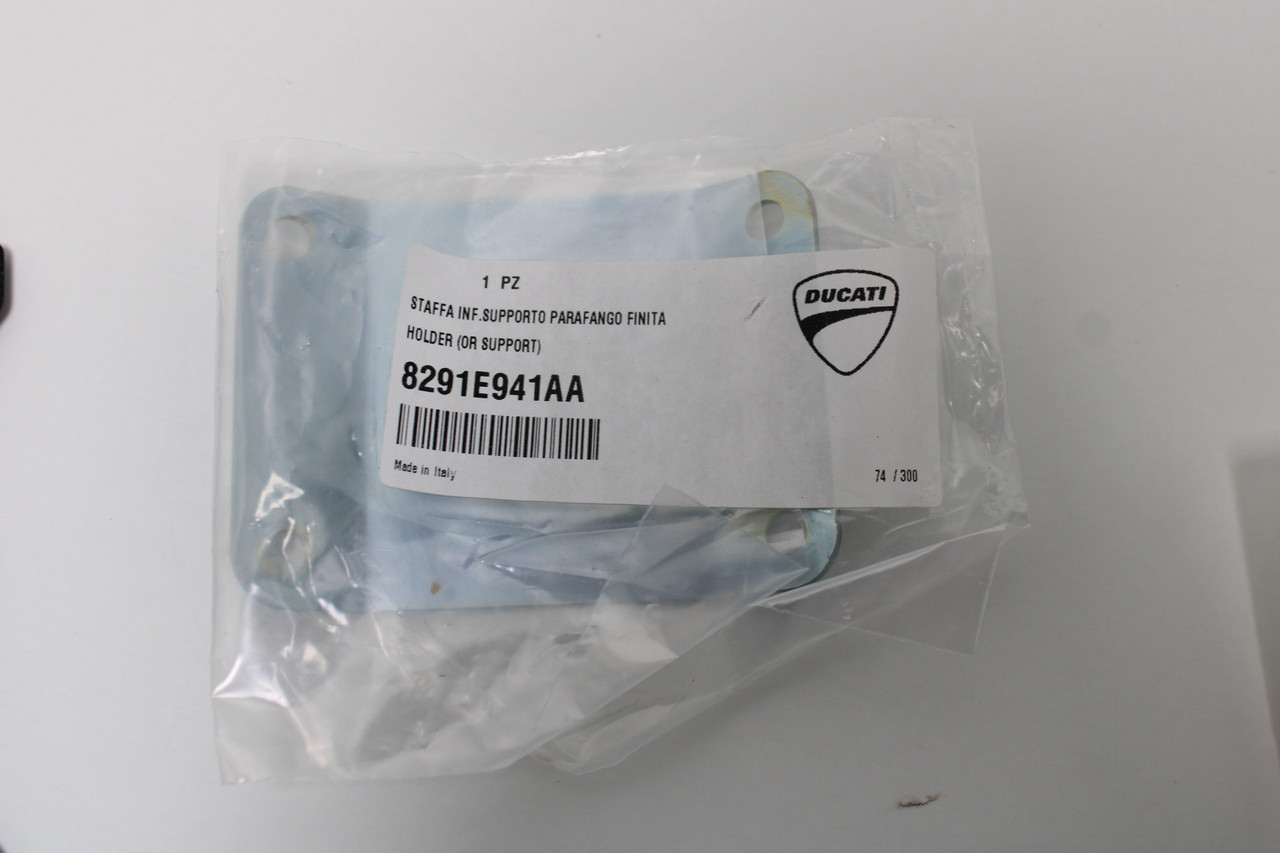 1 PZ
STAFFA INF.SUPPORTO PARAFANGO FINITA
HOLDER (OR SUPPORT)
DUCATI
8291E941AA
Made in Italy
74 / 300